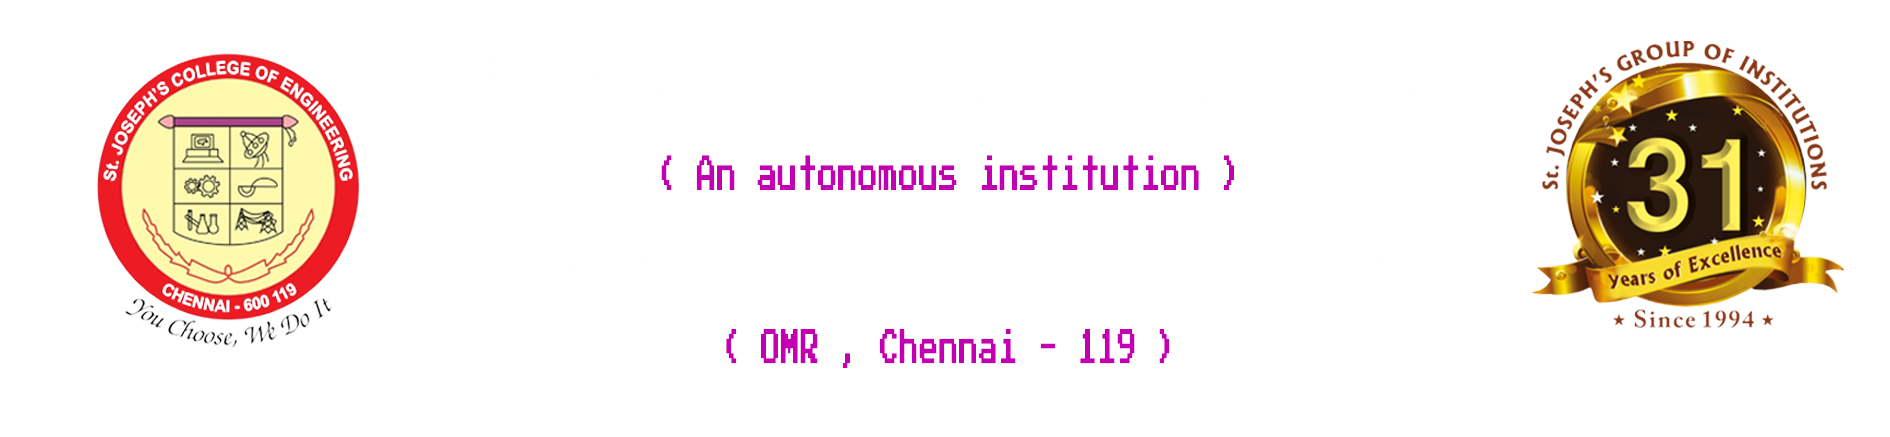 St. JOSEPH'S COLLEGE OF ENGINEERING
CHENNAI - 600 119
You Choose, We Do It
( An autonomous institution )
( OMR , Chennai - 119 )
St. JOSEPH'S GROUP OF INSTITUTIONS
31
Years of Excellence
★ Since 1994 ★